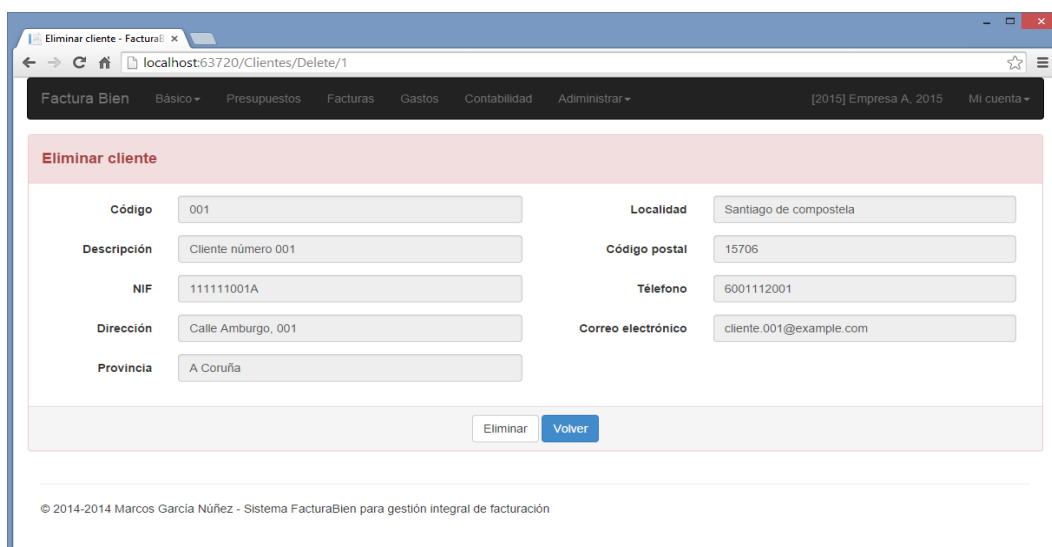 Eliminar cliente - FacturaB
localhost:63720/Clientes/Delete/1
Factura Bien Básico Presupuestos Facturas Gastos Contabilidad Adiministrar [2015] Empresa A, 2015 Mi cuenta
Eliminar cliente
Código 001 Localidad Santiago de compostela
Descripción Cliente número 001 Código postal 15706
NIF 111111001A Télefono 6001112001
Dirección Calle Amburgo, 001 Correo electrónico cliente.001@example.com
Provincia A Coruña
Eliminar Volver
© 2014-2014 Marcos García Núñez - Sistema FacturaBien para gestión integral de facturación